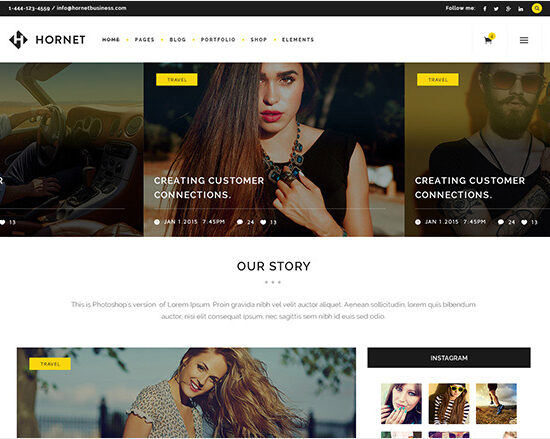 1-444-123-4559 / info@hornetbusiness.com
Follow me:
HORNET
HOME PAGES BLOG PORTFOLIO SHOP ELEMENTS
TRAVEL
CREATING CUSTOMER
CONNECTIONS.
JAN 1 2015 7:45PM 24 13
TRAVEL
CREATING CUSTOMER
CONNECTIONS.
JAN 1 2015 7:45PM 24 13
13
OUR STORY
This is Photoshop's version of Lorem Ipsum. Proin gravida nibh vel velit auctor aliquet. Aenean sollicitudin, lorem quis bibendum
auctor, nisi elit consequat ipsum, nec sagittis sem nibh id euis sed odio.
TRAVEL
INSTAGRAM